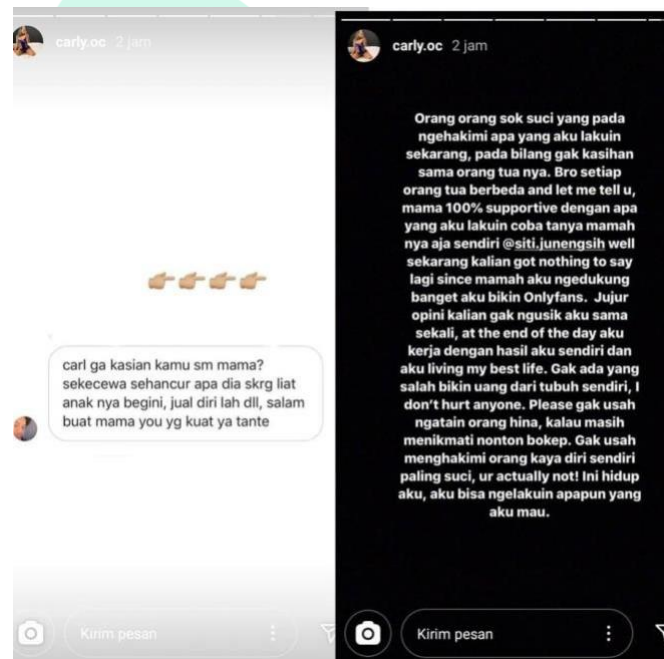 carly.oc 2 jam
carl ga kasian kamu sm mama?
sekecewa sehancur apa dia skrg liat
anak nya begini, jual diri lah dll, salam
buat mama you yg kuat ya tante
Kirim pesan
carly.oc 2 jam
Orang orang sok suci yang pada
ngehakimi apa yang aku lakuin
sekarang, pada bilang gak kasihan
sama orang tua nya. Bro setiap
orang tua berbeda and let me tell u,
mama 100% supportive dengan apa
yang aku lakuin coba tanya mamah
nya aja sendiri @siti.junengsih well
sekarang kalian got nothing to say
lagi since mamah aku ngedukung
banget aku bikin Onlyfans. Jujur
opini kalian gak ngusik aku sama
sekali, at the end of the day aku
kerja dengan hasil aku sendiri dan
aku living my best life. Gak ada yang
salah bikin uang dari tubuh sendiri, I
don't hurt anyone. Please gak usah
ngatain orang hina, kalau masih
menikmati nonton bokep. Gak usah
menghakimi orang kaya diri sendiri
paling suci, ur actually not! Ini hidup
aku, aku bisa ngelakuin apapun yang
aku mau.
Kirim pesan